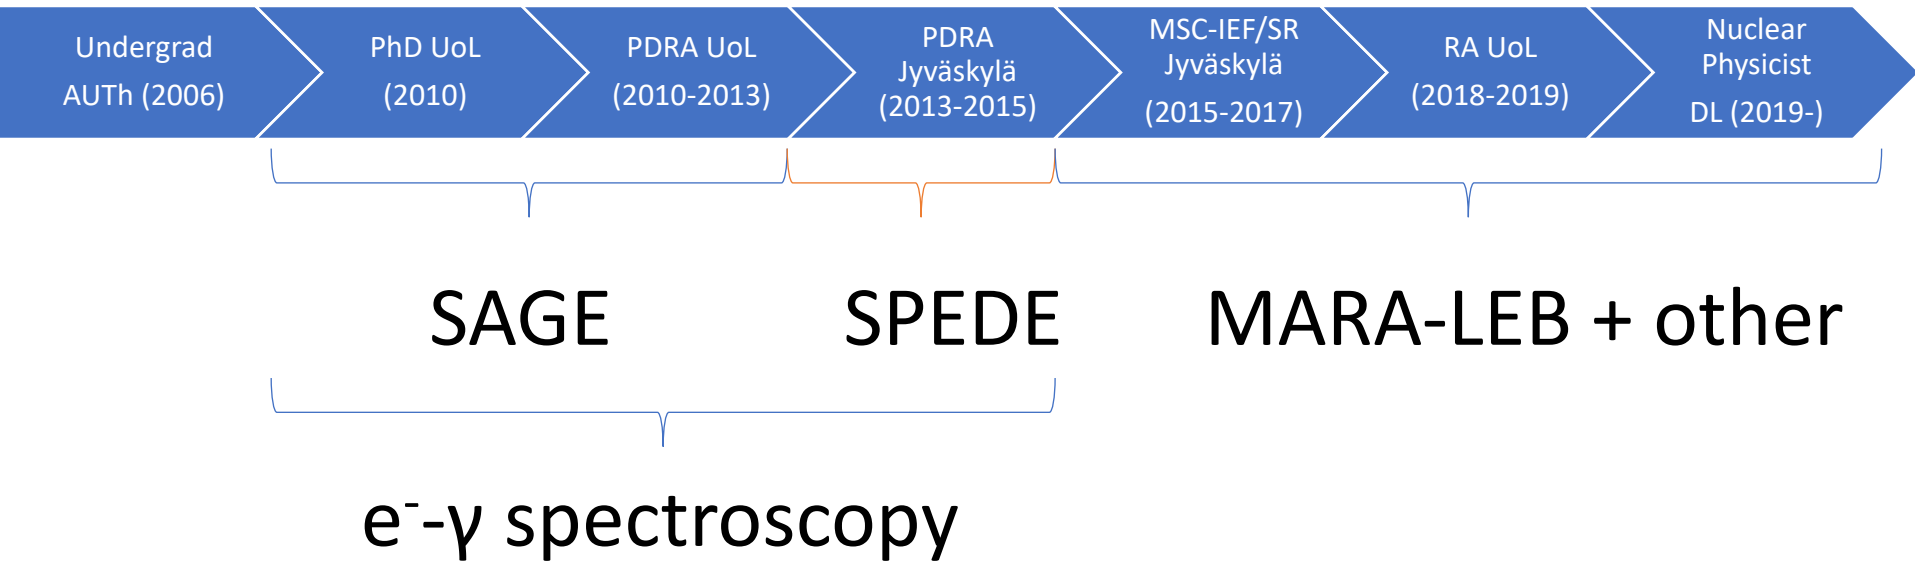 Undergrad
AUTh (2006)
PhD UoL
(2010)
PDRA UoL
(2010-2013)
PDRA
Jyväskylä
(2013-2015)
MSC-IEF/SR
Jyväskylä
(2015-2017)
RA UoL
(2018-2019)
Nuclear
Physicist
DL (2019-)
SAGE
SPEDE
MARA-LEB + other
e⁻-γ spectroscopy